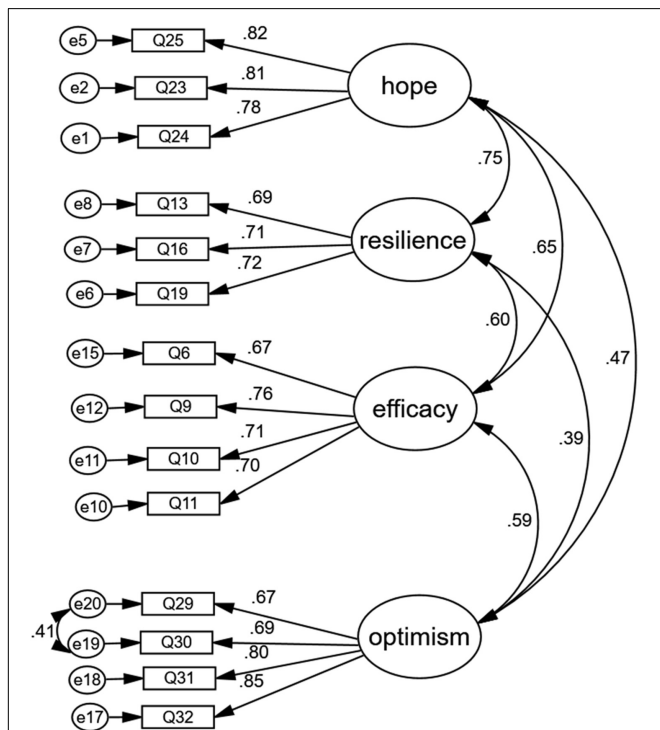 e5 Q25 .82
e2 Q23 .81 hope
e1 Q24 .78
.75
e8 Q13 .69
e7 Q16 .71 resilience
e6 Q19 .72
.65
.60
e15 Q6 .67
.47
e12 Q9 .76 efficacy
e11 Q10 .71
.39
e10 Q11 .70
.59
e20 Q29 .67
.41
e19 Q30 .69 optimism
e18 Q31 .80
e17 Q32 .85